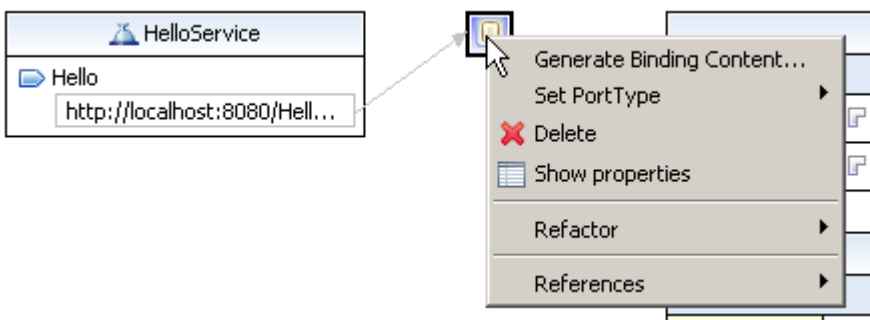 HelloService
Hello
http://localhost:8080/Hell...
Generate Binding Content...
Set PortType
Delete
Show properties
Refactor
References